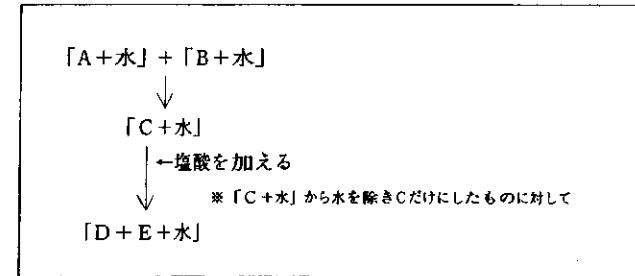 「A+水」+「B+水」
「C+水」
←塩酸を加える
※「C+水」から水を除きCだけにしたものに対して
「D+E+水」